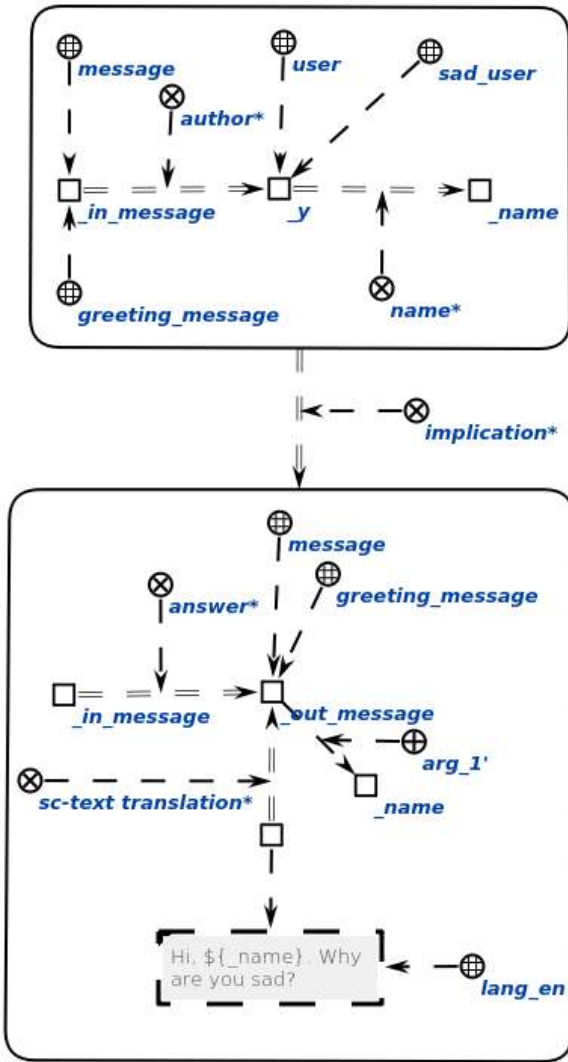 message
user
sad_user
author*
_in_message
_y
_name
greeting_message
name*
implication*
message
greeting_message
answer*
_in_message
_out_message
arg_1'
sc-text translation*
_name
Hi, ${_name}. Why
are you sad?
lang_en